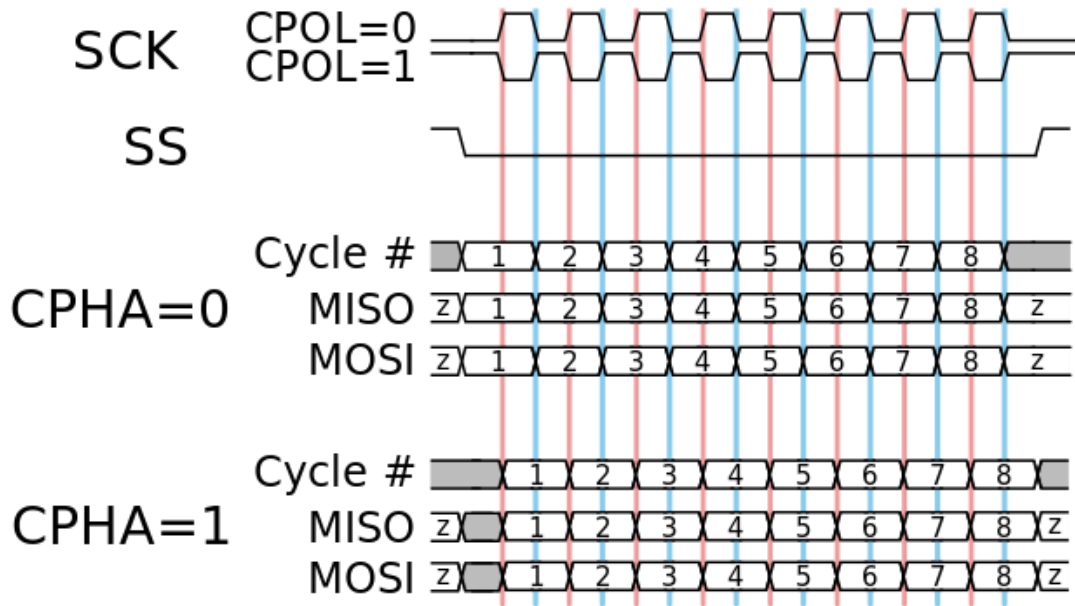 SCK CPOL=0
CPOL=1
SS
Cycle # 1 2 3 4 5 6 7 8
CPHA=0 MISO z 1 2 3 4 5 6 7 8 z
MOSI z 1 2 3 4 5 6 7 8 z
Cycle # 1 2 3 4 5 6 7 8
CPHA=1 MISO z 1 2 3 4 5 6 7 8 z
MOSI z 1 2 3 4 5 6 7 8 z